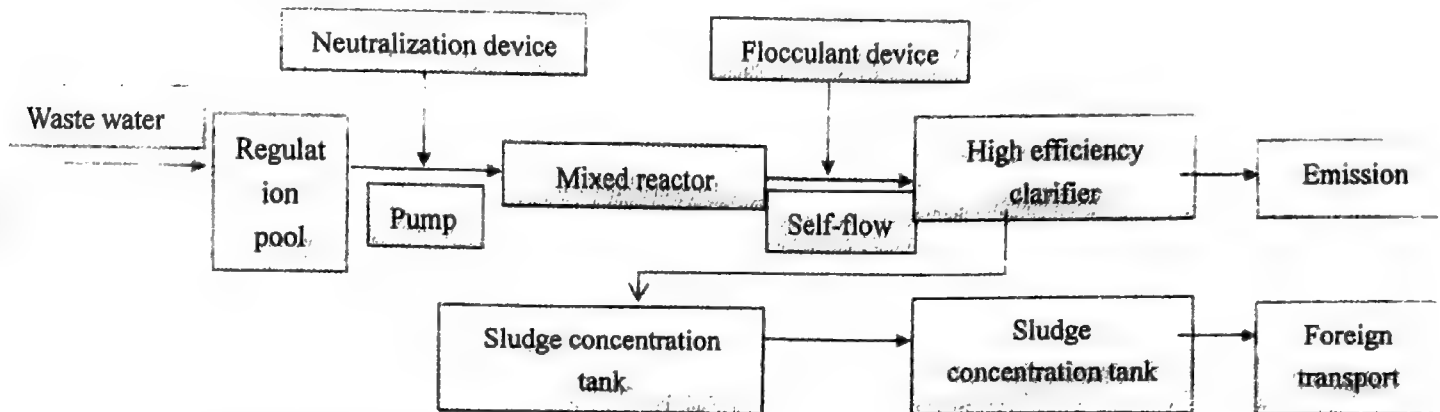 Neutralization device
Flocculant device
Waste water
Regulat
ion
pool
Pump
Mixed reactor
Self-flow
High efficiency
clarifier
Emission
Sludge concentration
tank
Sludge
concentration tank
Foreign
transport